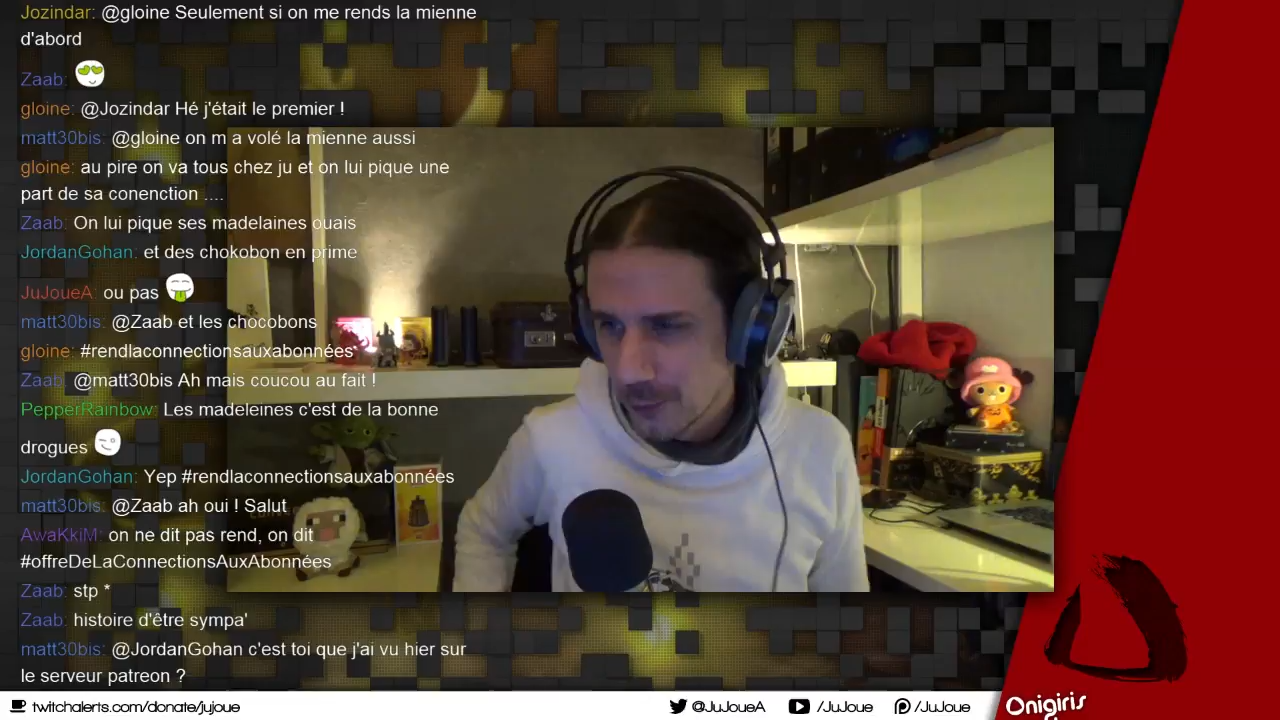 Jozindar: @gloine Seulement si on me rends la mienne
d'abord
Zaab:
gloine: @Jozindar Hé j'était le premier !
matt30bis: @gloine on m a volé la mienne aussi
gloine: au pire on va tous chez ju et on lui pique une
part de sa conenction ....
Zaab: On lui pique ses madelaines ouais
JordanGohan: et des chokobon en prime
JuJoueA: ou pas
matt30bis: @Zaab et les chocobons
gloine: #rendlaconnectionsauxabonnées
Zaab: @matt30bis Ah mais coucou au fait !
PepperRainbow: Les madeleines c'est de la bonne
drogues
JordanGohan: Yep #rendlaconnectionsauxabonnées
matt30bis: @Zaab ah oui ! Salut
AwaKkiM: on ne dit pas rend, on dit
#offreDeLaConnectionsAuxAbonnées
Zaab: stp *
Zaab: histoire d'être sympa'
matt30bis: @JordanGohan c'est toi que j'ai vu hier sur
le serveur patreon ?
twitchalerts.com/donate/jujoue
@JuJoueA
/JuJoue
/JuJoue
Onigiris